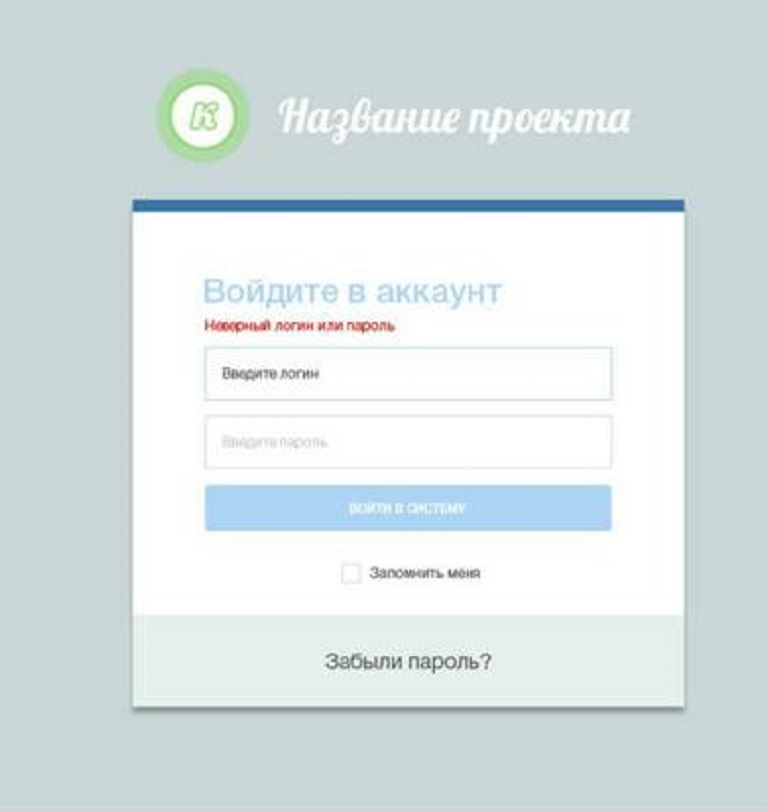 К
Название проекта
Войдите в аккаунт
Неверный логин или пароль
Введите логин
Введите пароль
ВОЙТИ В СИСТЕМУ
Запомнить меня
Забыли пароль?